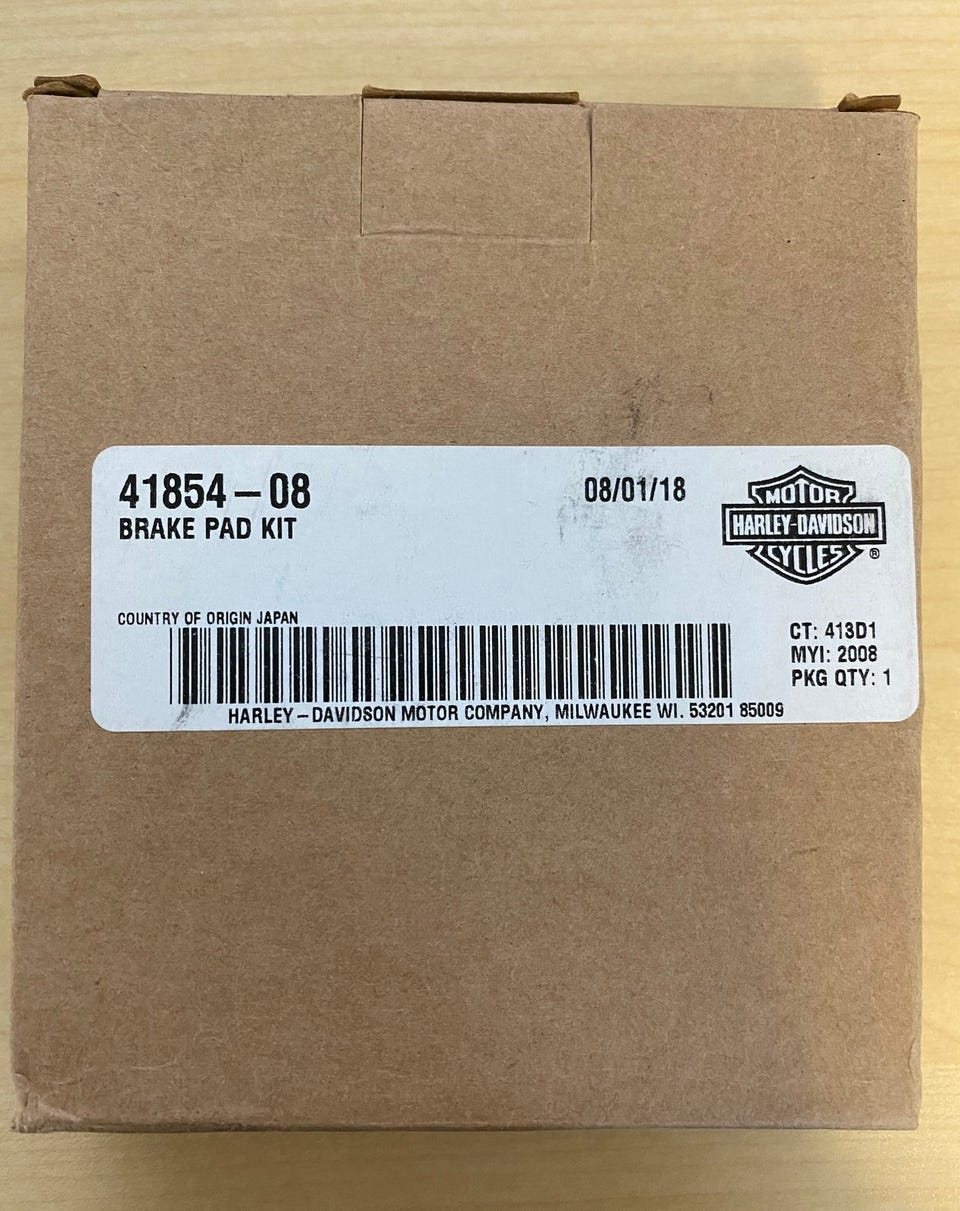 41854-08
BRAKE PAD KIT
08/01/18
MOTOR
HARLEY-DAVIDSON
CYCLES®
COUNTRY OF ORIGIN JAPAN
CT: 413D1
MYI: 2008
PKG QTY: 1
HARLEY-DAVIDSON MOTOR COMPANY, MILWAUKEE WI. 53201 85009